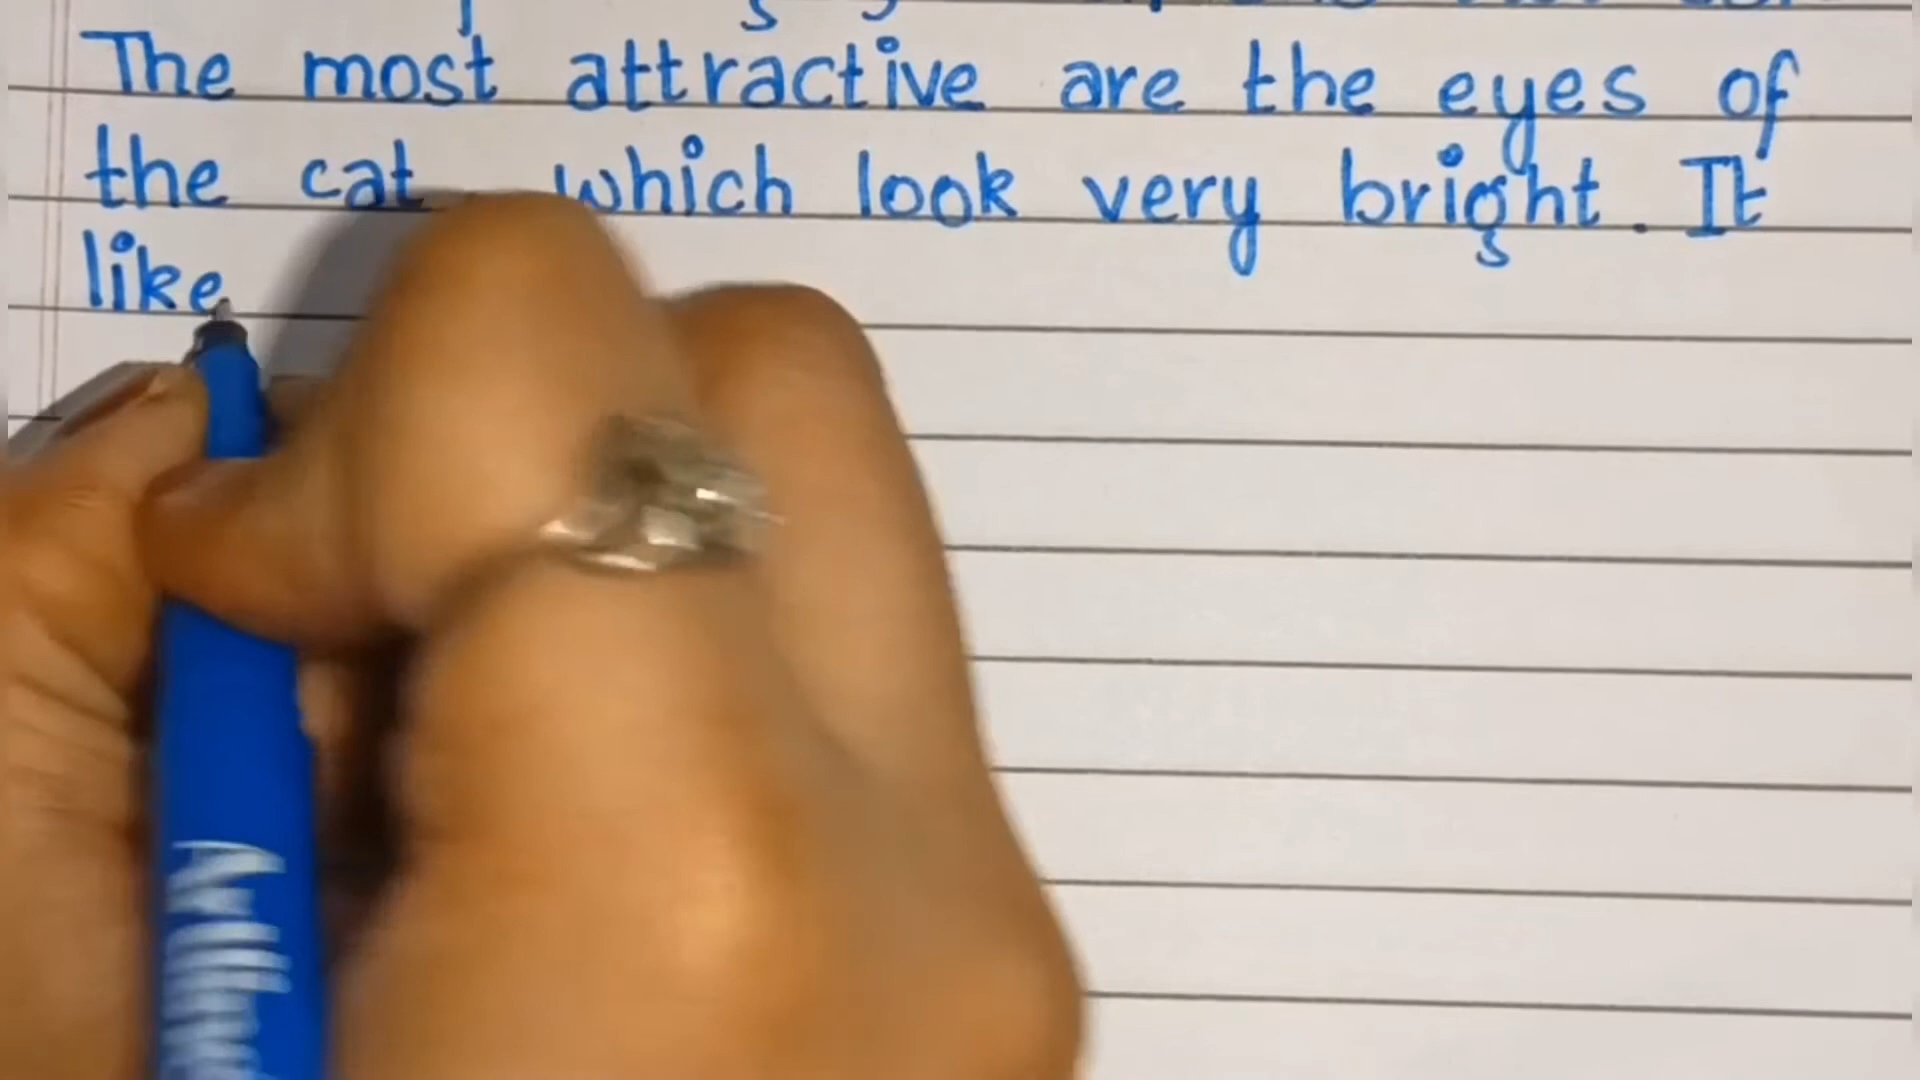 The most attractive are the eyes of
the cat which look very bright. It
like